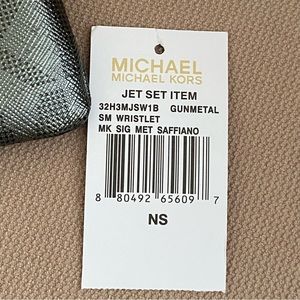 MICHAEL
MICHAEL KORS
JET SET ITEM
32H3MJSW1B GUNMETAL
SM WRISTLET
MK SIG MET SAFFIANO
8 80492 65609 7
NS